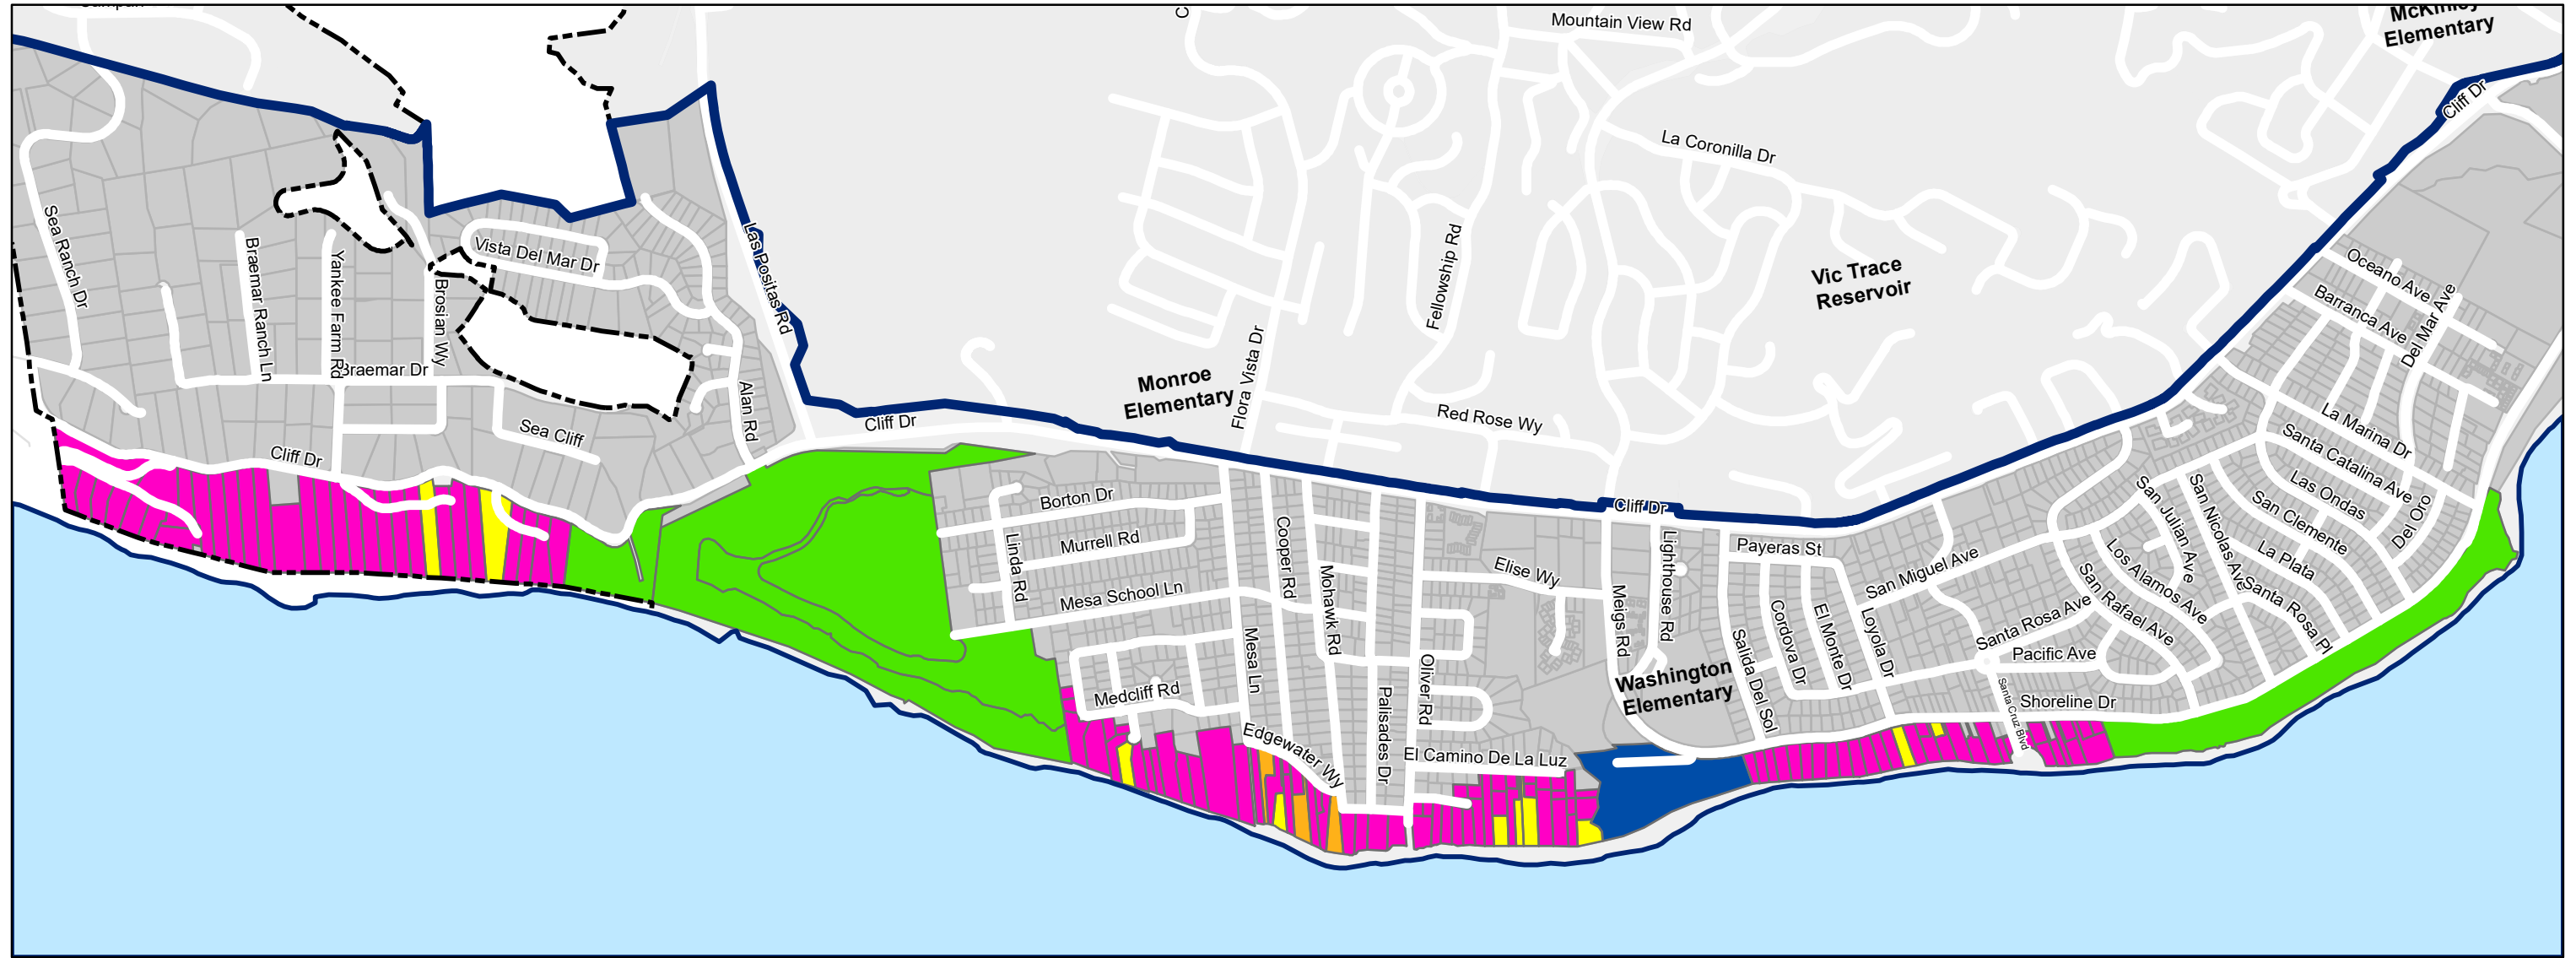 Mountain View Rd
McKinley
Elementary
Cliff Dr
La Coronilla Dr
Sea Ranch Dr
Braemar Ranch Ln
Yankee Farm Rd
Brosian Wy
Vista Del Mar Dr
Las Positas Rd
Fellowship Rd
Vic Trace
Reservoir
Oceano Ave
Barranca Ave
Del Mar Ave
Braemar Dr
Alan Rd
Monroe
Elementary
Flora Vista Dr
Red Rose Wy
Cliff Dr
Sea Cliff
Cliff Dr
La Marina Dr
Santa Catalina Ave
Las Ondas
San Clemente
Del Oro
La Plata
San Julian Ave
San Nicolas Ave
Santa Rosa Pl
Borton Dr
Linda Rd
Murrell Rd
Mesa School Ln
Cooper Rd
Mohawk Rd
Elise Wy
Cliff Dr
Meigs Rd
Lighthouse Rd
Payeras St
San Miguel Ave
Los Alamos Ave
San Rafael Ave
Santa Rosa Ave
Pacific Ave
Cordova Dr
El Monte Dr
Loyola Dr
Salida Del Sol
Washington
Elementary
Mesa Ln
Medcliff Rd
Oliver Rd
Palisades Dr
Edgewater Wy
El Camino De La Luz
Santa Cruz Blvd
Shoreline Dr